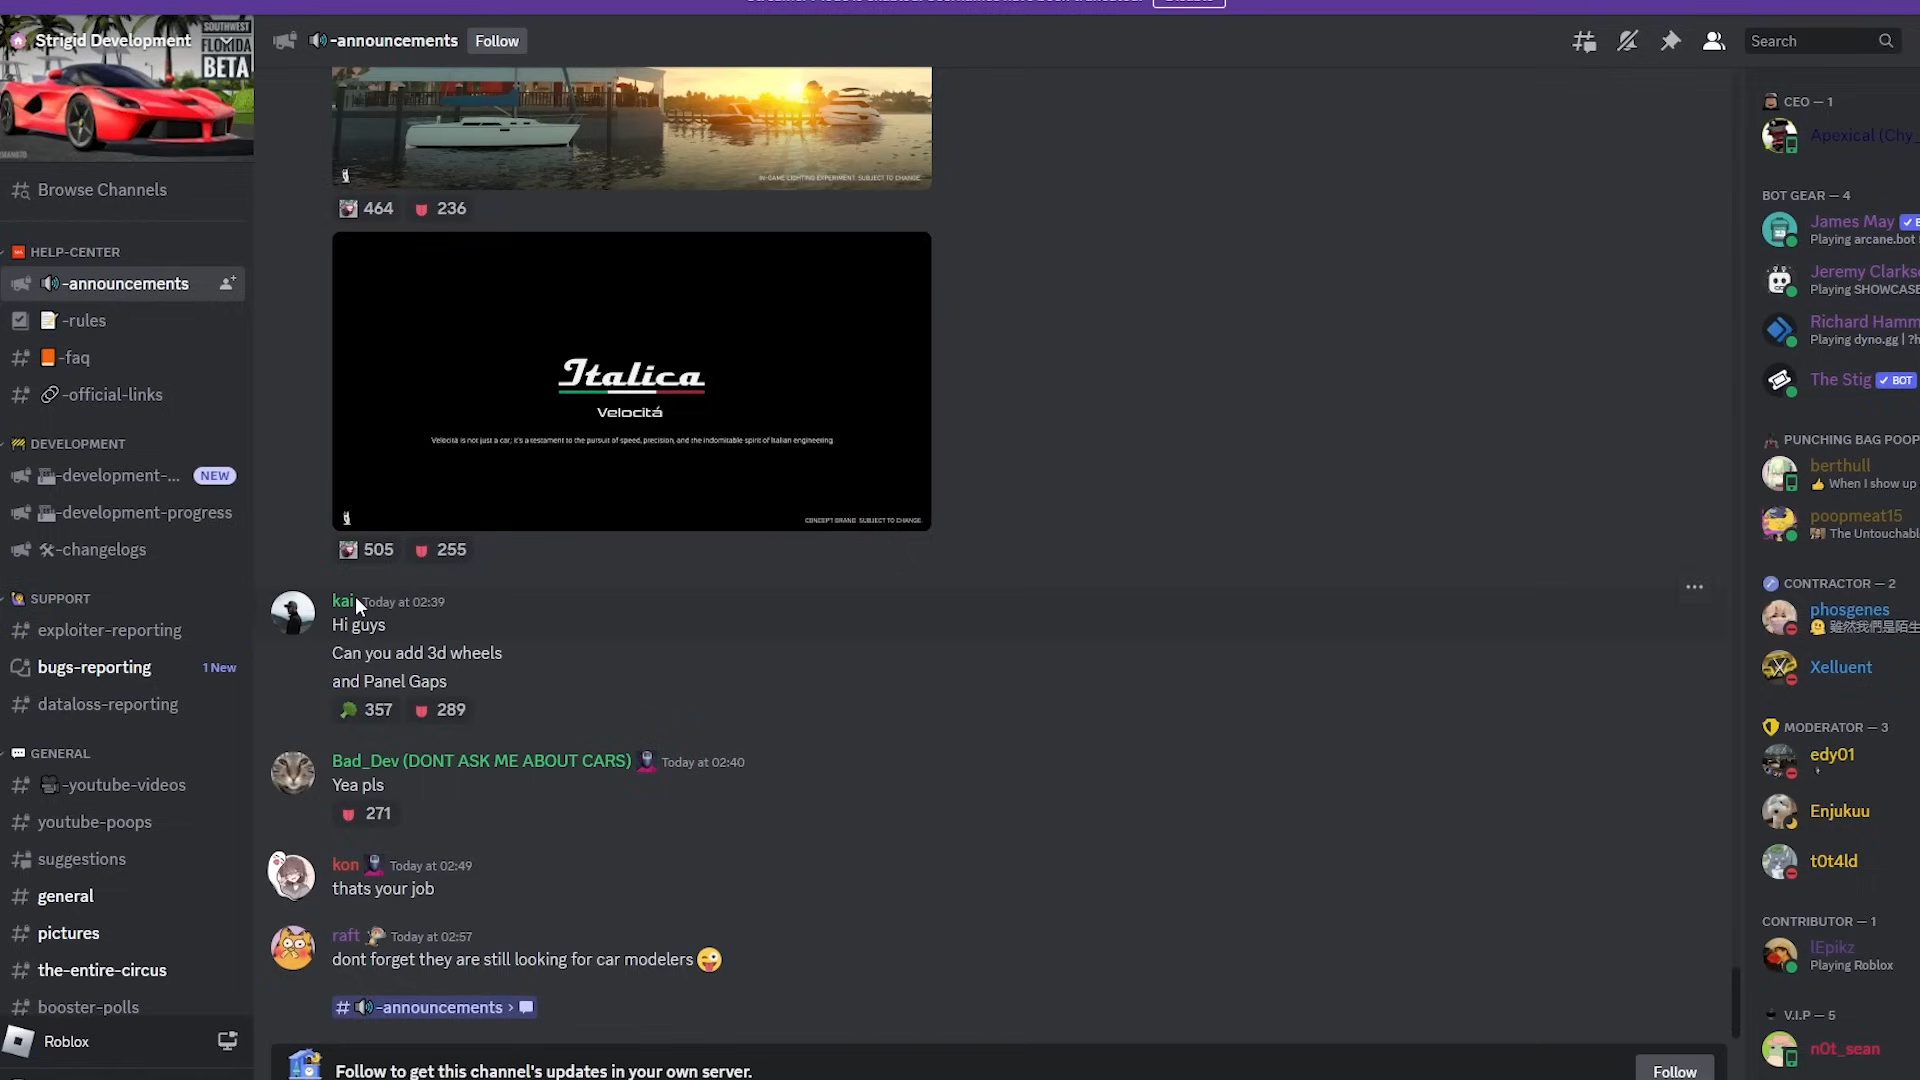 Strigid Development
SOUTHWEST
FLORIDA
BETA
-announcements
Follow
Search
Browse Channels
HELP-CENTER
-announcements
-rules
-faq
-official-links
DEVELOPMENT
-development-...
NEW
-development-progress
-changelogs
SUPPORT
exploiter-reporting
bugs-reporting
1 New
dataloss-reporting
GENERAL
-youtube-videos
youtube-poops
suggestions
general
pictures
the-entire-circus
booster-polls
Roblox
IN-GAME LIGHTING EXPERIMENT. SUBJECT TO CHANGE.
464
236
Italica
Velocitá
Velocitá is not just a car; it's a testament to the pursuit of speed, precision, and the indomitable spirit of Italian engineering.
CONCEPT BRAND. SUBJECT TO CHANGE.
505
255
kai Today at 02:39
Hi guys
Can you add 3d wheels
and Panel Gaps
357
289
Bad_Dev (DONT ASK ME ABOUT CARS) Today at 02:40
Yea pls
271
kon Today at 02:49
thats your job
raft Today at 02:57
dont forget they are still looking for car modelers
# -announcements >
Follow to get this channel's updates in your own server.
Follow
CEO — 1
Apexical (Chy_
BOT GEAR — 4
James May
Playing arcane.bot
Jeremy Clarkso
Playing SHOWCASE
Richard Hamm
Playing dyno.gg | ?h
The Stig
BOT
PUNCHING BAG POOP
berthull
When I show up
poopmeat15
The Untouchabl
CONTRACTOR — 2
phosgenes
雖然我們是陌生
Xelluent
MODERATOR — 3
edy01
Enjukuu
t0t4ld
CONTRIBUTOR — 1
lEpikz
Playing Roblox
V.I.P — 5
n0t_sean